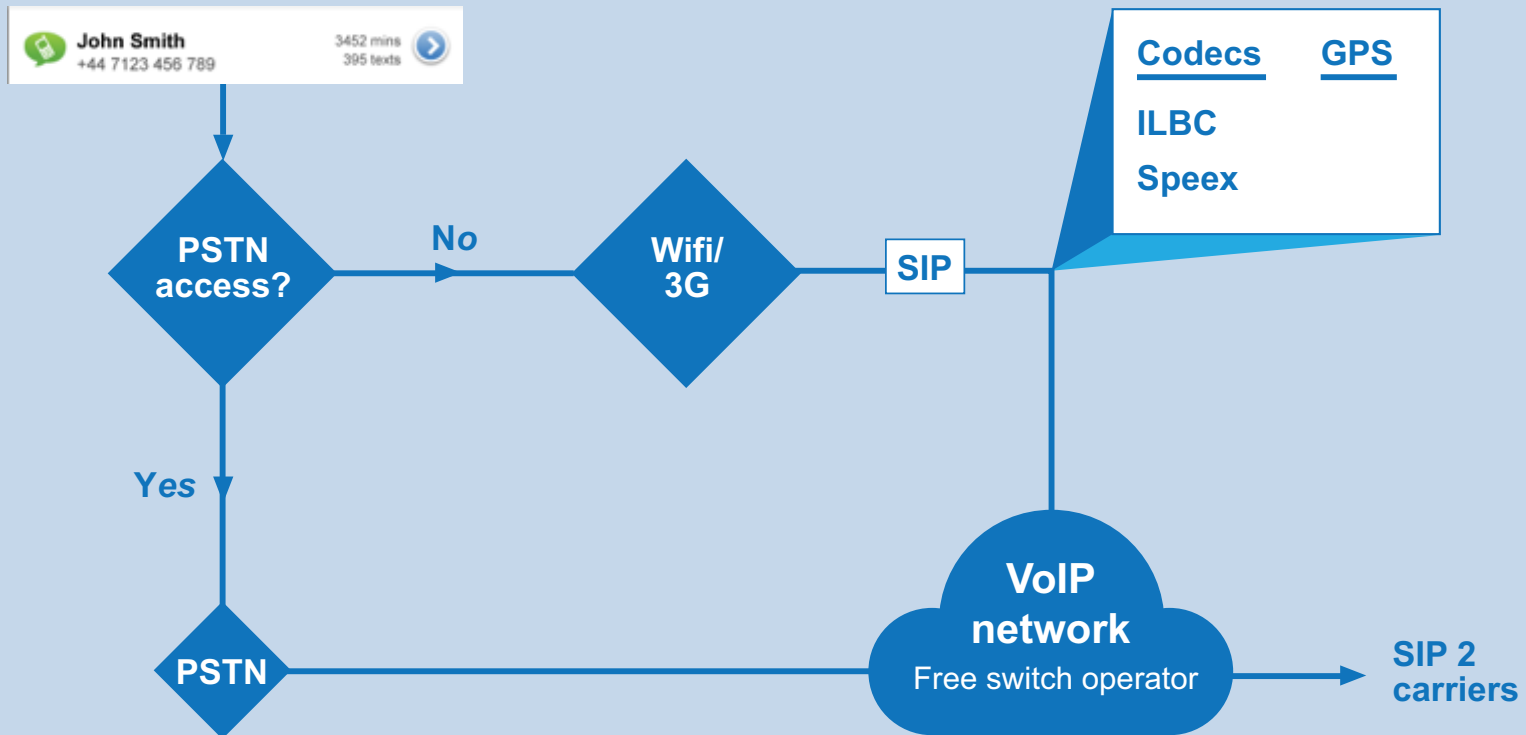 John Smith
+44 7123 456 789
3452 mins
395 texts
Codecs
GPS
ILBC
Speex
PSTN
access?
No
Wifi/
3G
SIP
Yes
VoIP
network
Free switch operator
PSTN
SIP 2
carriers